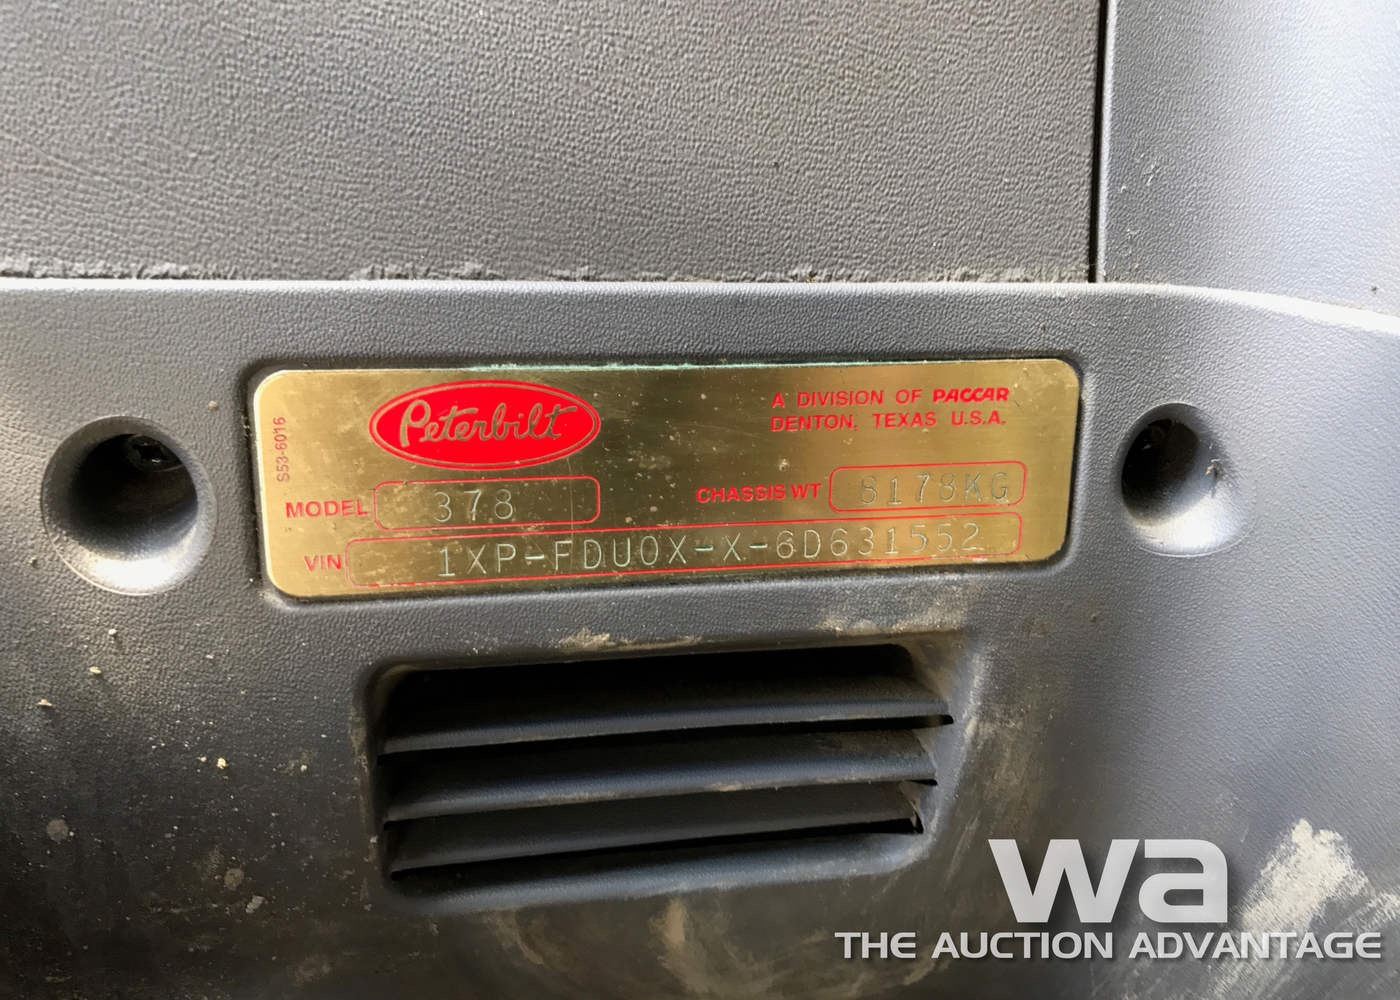 S53-6016
Peterbilt
A DIVISION OF PACCAR
DENTON, TEXAS U.S.A.
MODEL 378
CHASSIS WT 8178KG
VIN 1XP-FDU0X-X-6D631552
wa
THE AUCTION ADVANTAGE